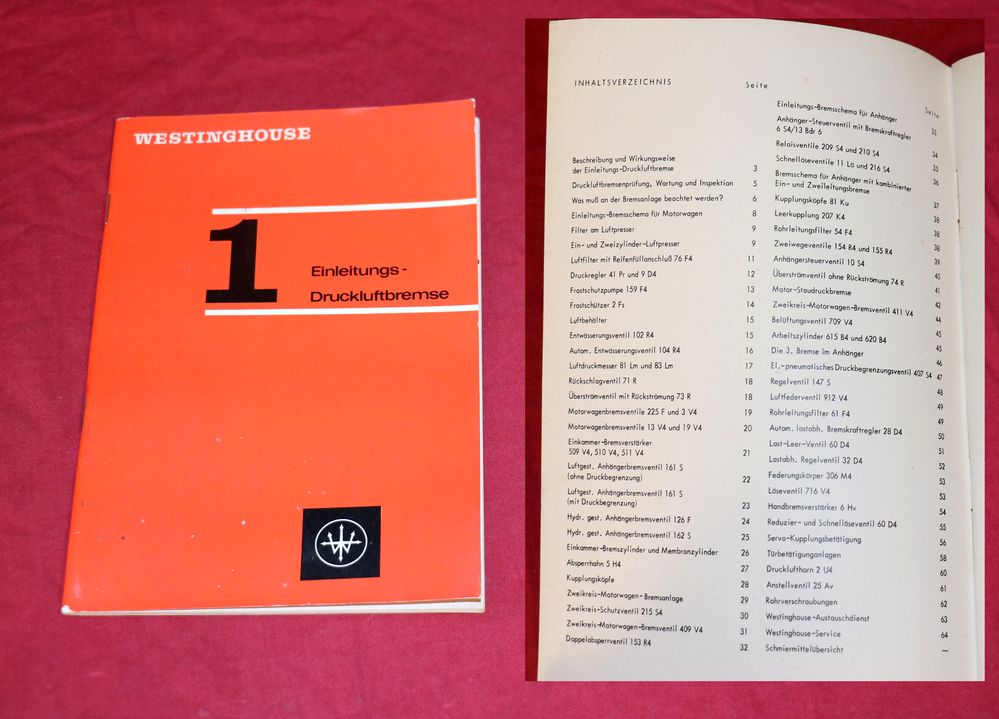 WESTINGHOUSE
1
Einleitungs-
Druckluftbremse
INHALTSVERZEICHNIS
Seite
Beschreibung und Wirkungsweise
der Einleitungs-Druckluftbremse 3
Druckluftbremsenprüfung, Wartung und Inspektion 5
Was muß an der Bremsanlage beachtet werden? 6
Einleitungs-Bremsschema für Motorwagen 8
Filter am Luftpresser 9
Ein- und Zweizylinder-Luftpresser 9
Luftfilter mit Reifenfüllanschluß 76 F4 11
Druckregler 41 Pr und 9 D4 12
Frostschutzpumpe 159 F4 13
Frostschützer 2 Fs 14
Luftbehälter 15
Entwässerungsventil 102 R4 15
Autom. Entwässerungsventil 104 R4 16
Luftdruckmesser 81 Lm und 83 Lm 17
Rückschlagventil 71 R 18
Überströmventil mit Rückströmung 73 R 18
Motorwagenbremsventile 225 F und 3 V4 19
Motorwagenbremsventile 13 V4 und 19 V4 20
Einkammer-Bremsverstärker
509 V4, 510 V4, 511 V4 21
Luftgest. Anhängerbremsventil 161 S
(ohne Druckbegrenzung) 22
Luftgest. Anhängerbremsventil 161 S
(mit Druckbegrenzung) 23
Hydr. gest. Anhängerbremsventil 126 F 24
Hydr. gest. Anhängerbremsventil 162 S 25
Einkammer-Bremszylinder und Membranzylinder 26
Absperrhahn 5 H4 27
Kupplungsköpfe 28
Zweikreis-Motorwagen-Bremsanlage 29
Zweikreis-Schutzventil 215 S4 30
Zweikreis-Motorwagen-Bremsventil 409 V4 31
Doppelabsperrventil 153 R4 32
Seite
Einleitungs-Bremsschema für Anhänger 33
Anhänger-Steuerventil mit Bremskraftregler
6 S4/13 Bdr 6 34
Relaisventile 209 S4 und 210 S4 35
Schnelllöseventile 11 Lö und 216 S4 36
Bremsschema für Anhänger mit kombinierter
Ein- und Zweileitungsbremse 37
Kupplungsköpfe 81 Ku 38
Leerkupplung 207 K4 38
Rohrleitungsfilter 54 F4 38
Zweiwegeventile 154 R4 und 155 R4 39
Anhängersteuerventil 10 S4 40
Überströmventil ohne Rückströmung 74 R 41
Motor-Staudruckbremse 42
Zweikreis-Motorwagen-Bremsventil 411 V4 44
Belüftungsventil 709 V4 45
Arbeitszylinder 615 B4 und 620 B4 45
Die 3. Bremse im Anhänger 46
El.-pneumatisches Druckbegrenzungsventil 407 S4 47
Regelventil 147 S 48
Luftfederventil 912 V4 49
Rohrleitungsfilter 61 F4 49
Autom. lastabh. Bremskraftregler 28 D4 50
Last-Leer-Ventil 60 D4 51
Lastabh. Regelventil 32 D4 52
Federungskörper 306 M4 53
Löseventil 716 V4 53
Handbremsverstärker 6 Hv 54
Reduzier- und Schnellöseventil 60 D4 55
Servo-Kupplungsbetätigung 56
Türbetätigungsanlagen 58
Drucklufthorn 2 U4 60
Anstellventil 25 Av 61
Rohrverschraubungen 62
Westinghouse-Austauschdienst 63
Westinghouse-Service 64
Schmiermittelübersicht —